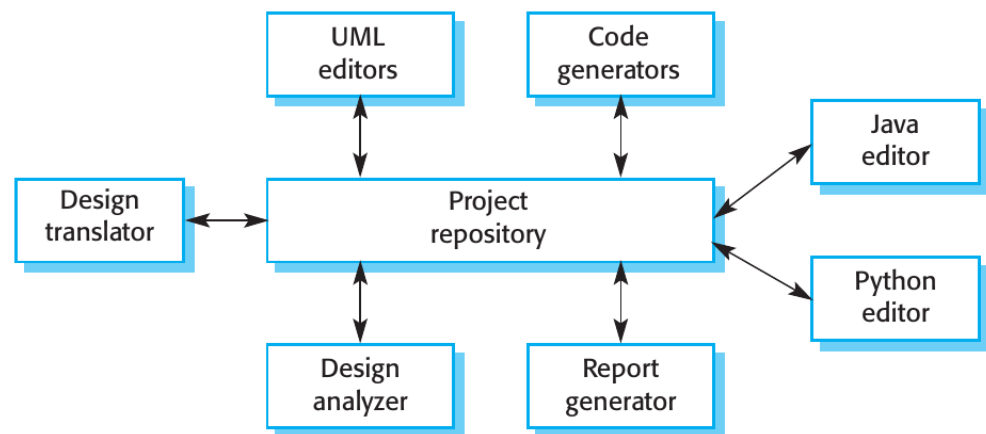 UML
editors
Code
generators
Java
editor
Design
translator
Project
repository
Python
editor
Design
analyzer
Report
generator